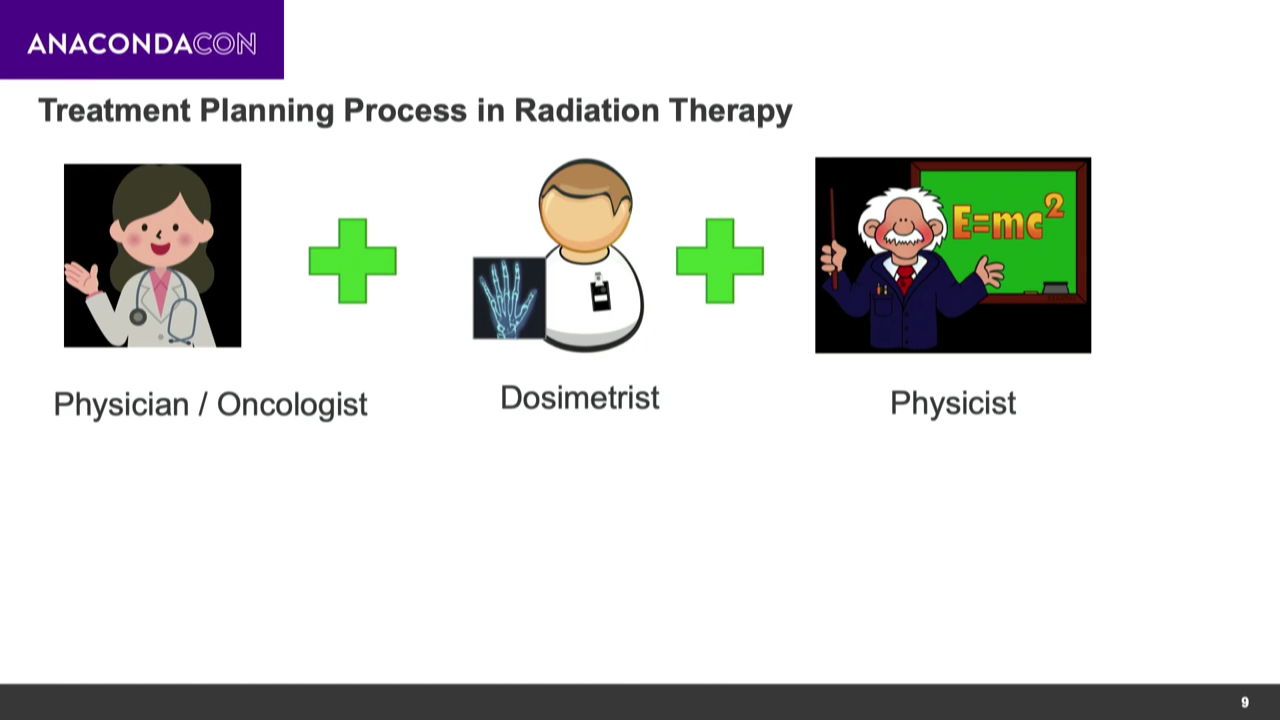 ANACONDACON
Treatment Planning Process in Radiation Therapy
E=mc²
Physician / Oncologist
Dosimetrist
Physicist
9